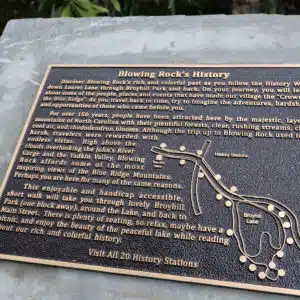 Blowing Rock's History
Discover Blowing Rock's rich and colorful past as you follow the History W
down Laurel Lane through Broyhill Park and back. On your journey, you will le
about some of the people, places and events that have made our village the "Crow
the Blue Ridge". As you travel back in time, try to imagine the adventures, hardsh
and opportunities of those who came before you.
For over 150 years, people have been attracted here by the majestic, lay
mountains of North Carolina with their plentiful forests, clear, rushing streams, c
cool air, and rhododendron blooms. Although the trip up to Blowing Rock used t
harsh, travelers were rewarded with
endless vistas. High above the
clouds overlooking the John's River
Gorge and the Yadkin Valley, Blowing
Rock affords some of the most
inspiring views of the Blue Ridge Mountains.
Perhaps you are here for many of the same reasons.
This enjoyable and handicap accessible,
short walk will take you through lovely Broyhill
Park (one block away), around the Lake, and back to
Main Street. There is plenty of seating, so relax, maybe have a
picnic, and enjoy the beauty of the peaceful lake while reading
about our rich and colorful history.
Visit All 20 History Stations
History Stations
Broyhill
Lake